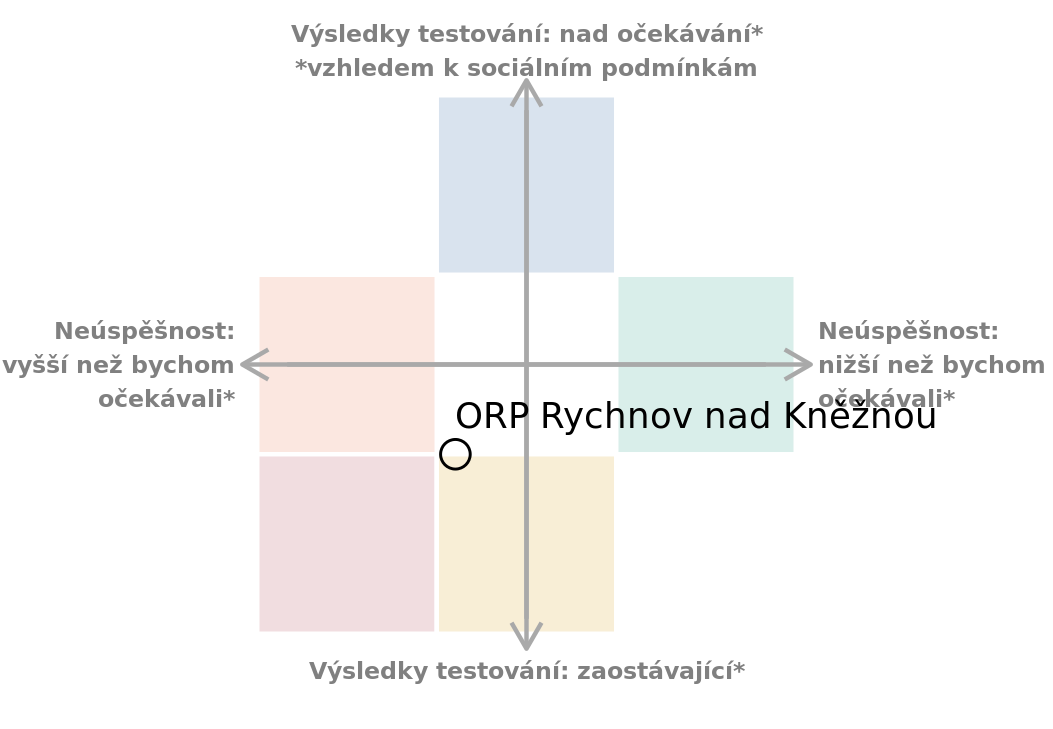 Výsledky testování: nad očekávání*
*vzhledem k sociálním podmínkám
Neúspěšnost:
vyšší než bychom
očekávali*
Neúspěšnost:
nižší než bychom
očekávali*
ORP Rychnov nad Kněžnou
Výsledky testování: zaostávající*